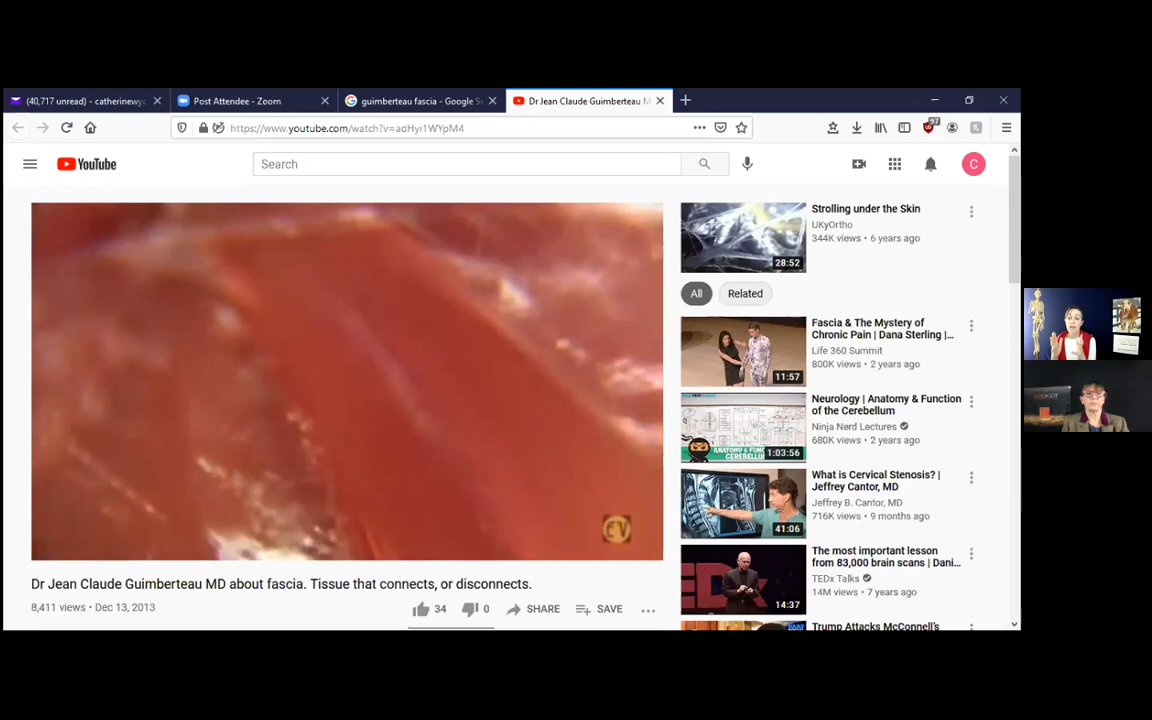 (40,717 unread) - catherinewyc
Post Attendee - Zoom
guimberteau fascia - Google Se
Dr Jean Claude Guimberteau M
https://www.youtube.com/watch?v=adHyi1WYpM4
97
YouTube
Search
C
EV
Dr Jean Claude Guimberteau MD about fascia. Tissue that connects, or disconnects.
8,411 views • Dec 13, 2013
34
0
SHARE
SAVE
Strolling under the Skin
UKyOrtho
344K views • 6 years ago
28:52
All
Related
Fascia & The Mystery of
Chronic Pain | Dana Sterling |...
Life 360 Summit
800K views • 2 years ago
11:57
Neurology | Anatomy & Function
of the Cerebellum
Ninja Nerd Lectures
680K views • 2 years ago
1:03:56
What is Cervical Stenosis? |
Jeffrey Cantor, MD
Jeffrey B. Cantor, MD
716K views • 9 months ago
41:06
The most important lesson
from 83,000 brain scans | Dani...
TEDx Talks
14M views • 7 years ago
14:37
Trump Attacks McConnell's